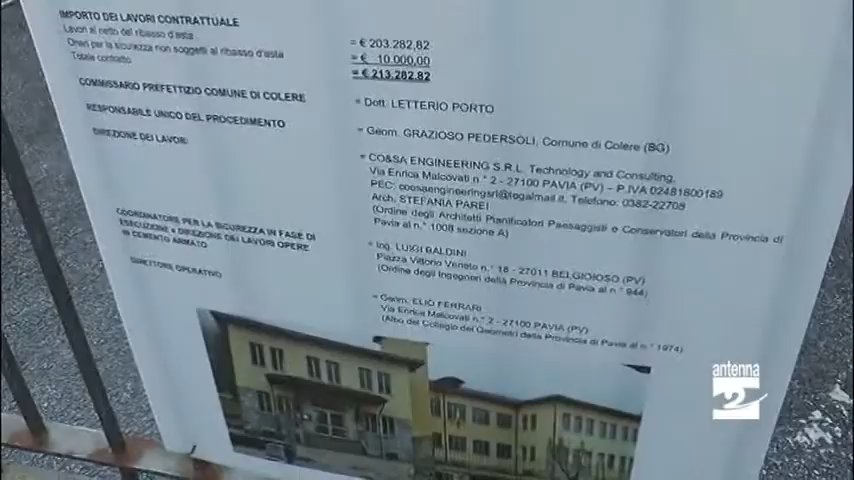 IMPORTO DEI LAVORI CONTRATTUALE
Lavori al netto del ribasso d'asta = € 203.282,82
Oneri per la sicurezza non soggetti al ribasso d'asta = € 10.000,00
Totale contratto = € 213.282,82
COMMISSARIO PREFETTIZIO COMUNE DI COLERE = Dott. LETTERIO PORTO
RESPONSABILE UNICO DEL PROCEDIMENTO = Geom. GRAZIOSO PEDERSOLI, Comune di Colere (BG)
DIREZIONE DEI LAVORI = CO&SA ENGINEERING S.R.L. Technology and Consulting,
Via Enrica Malcovati n.° 2 - 27100 PAVIA (PV) - P.IVA 02481800189
PEC: coesaengineeringsrl@legalmail.it, Telefono: 0382-22708
Arch. STEFANIA PAREI
(Ordine degli Architetti Pianificatori Paesaggisti e Conservatori della Provincia di
Pavia al n.° 1008 sezione A)
COORDINATORE PER LA SICUREZZA IN FASE DI
ESECUZIONE e DIREZIONE DEI LAVORI OPERE
IN CEMENTO ARMATO
= Ing. LUIGI BALDINI
Piazza Vittorio Veneto n.° 18 - 27011 BELGIOIOSO (PV)
(Ordine degli Ingegneri della Provincia di Pavia al n.° 944)
DIRETTORE OPERATIVO = Geom. ELIO FERRARI
Via Enrica Malcovati n.° 2 - 27100 PAVIA (PV)
(Albo del Collegio dei Geometri della Provincia di Pavia al n.° 1974)
antenna
2